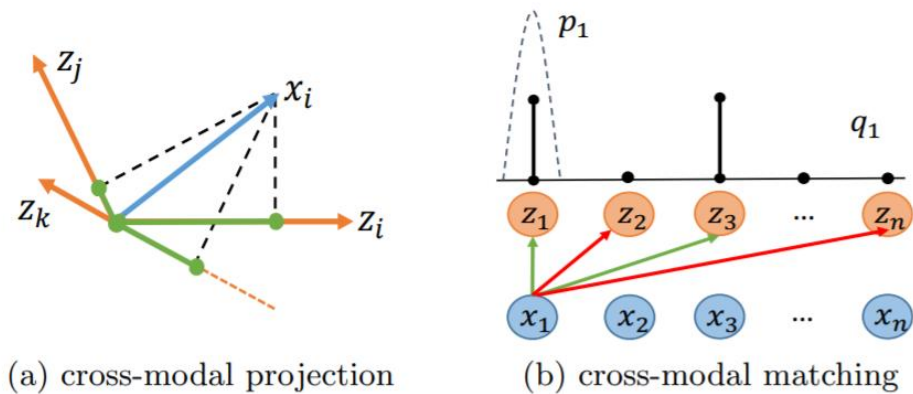 z_j
x_i
z_k
z_i
(a) cross-modal projection
p_1
q_1
z_1 z_2 z_3 ... z_n
x_1 x_2 x_3 ... x_n
(b) cross-modal matching